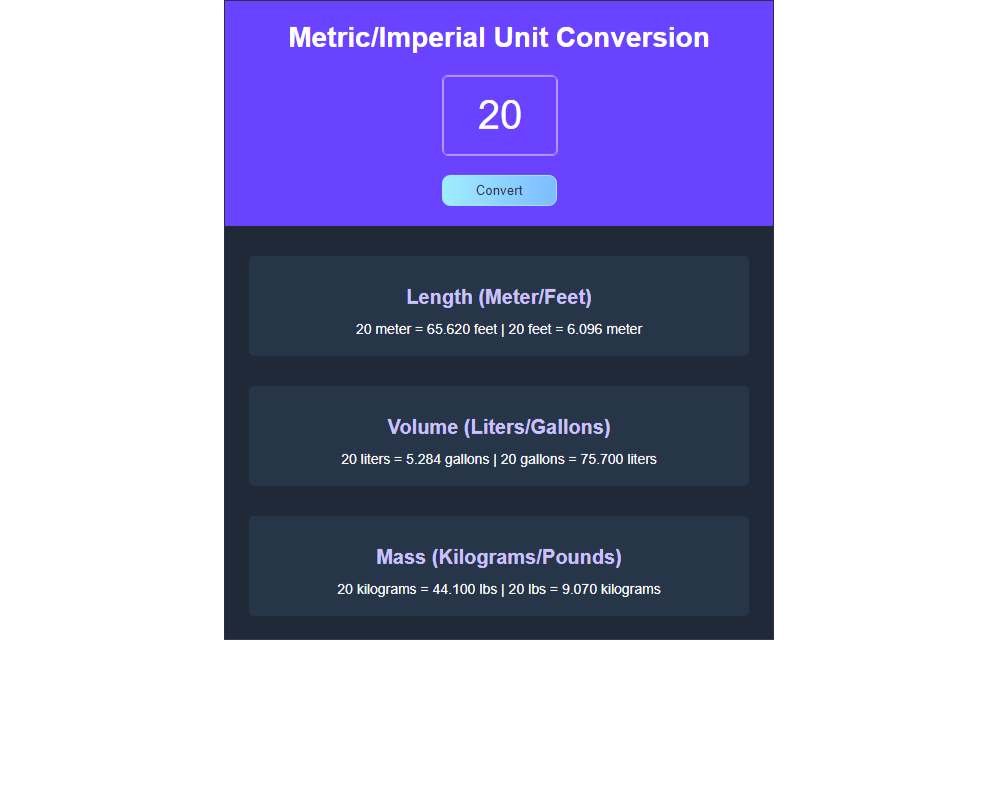 Metric/Imperial Unit Conversion
20
Convert
Length (Meter/Feet)
20 meter = 65.620 feet | 20 feet = 6.096 meter
Volume (Liters/Gallons)
20 liters = 5.284 gallons | 20 gallons = 75.700 liters
Mass (Kilograms/Pounds)
20 kilograms = 44.100 lbs | 20 lbs = 9.070 kilograms